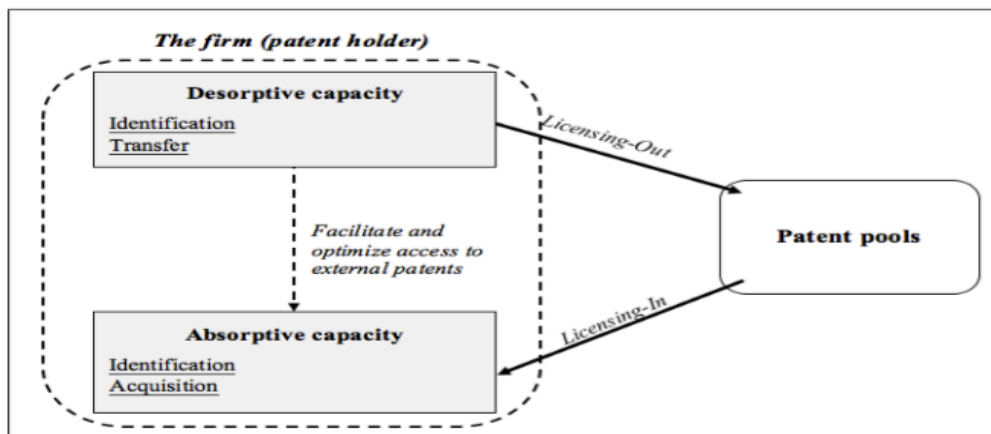 The firm (patent holder)
Desorptive capacity
Identification
Transfer
Licensing-Out
Facilitate and
optimize access to
external patents
Patent pools
Licensing-In
Absorptive capacity
Identification
Acquisition